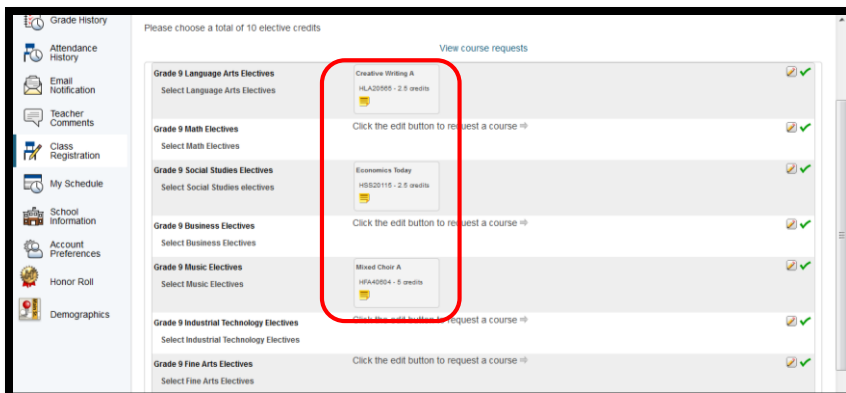 Grade History
Please choose a total of 10 elective credits
View course requests
Attendance
History
Email
Notification
Teacher
Comments
Class
Registration
My Schedule
School
Information
Account
Preferences
Honor Roll
Demographics
Grade 9 Language Arts Electives
Select Language Arts Electives
Creative Writing A
HLA20565 - 2.5 credits
Grade 9 Math Electives
Select Math Electives
Click the edit button to request a course ⇨
Grade 9 Social Studies Electives
Select Social Studies electives
Economics Today
HSS20115 - 2.5 credits
Grade 9 Business Electives
Select Business Electives
Click the edit button to request a course ⇨
Grade 9 Music Electives
Select Music Electives
Mixed Choir A
HFA40604 - 5 credits
Grade 9 Industrial Technology Electives
Select Industrial Technology Electives
Click the edit button to request a course ⇨
Grade 9 Fine Arts Electives
Select Fine Arts Electives
Click the edit button to request a course ⇨